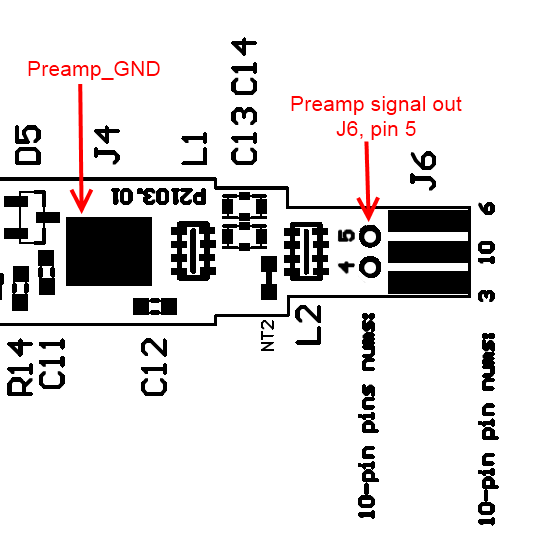 Preamp_GND
Preamp signal out
J6, pin 5
D5
J4
L1
C13
C14
J6
P2103.01
5
4
6
10
3
R14
C11
C12
NT2
L2
10-pin pins nums:
10-pin pin nums: